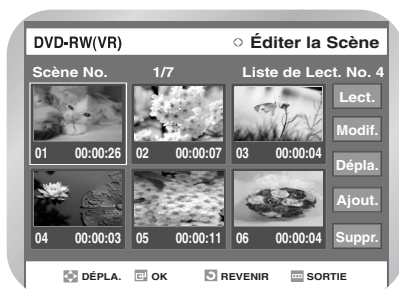 DVD-RW(VR) Éditer la Scène
Scène No. 1/7 Liste de Lect. No. 4
Lect.
Modif.
Dépla.
Ajout.
Suppr.
01 00:00:26 02 00:00:07 03 00:00:04
04 00:00:03 05 00:00:11 06 00:00:04
DÉPLA. OK REVENIR SORTIE